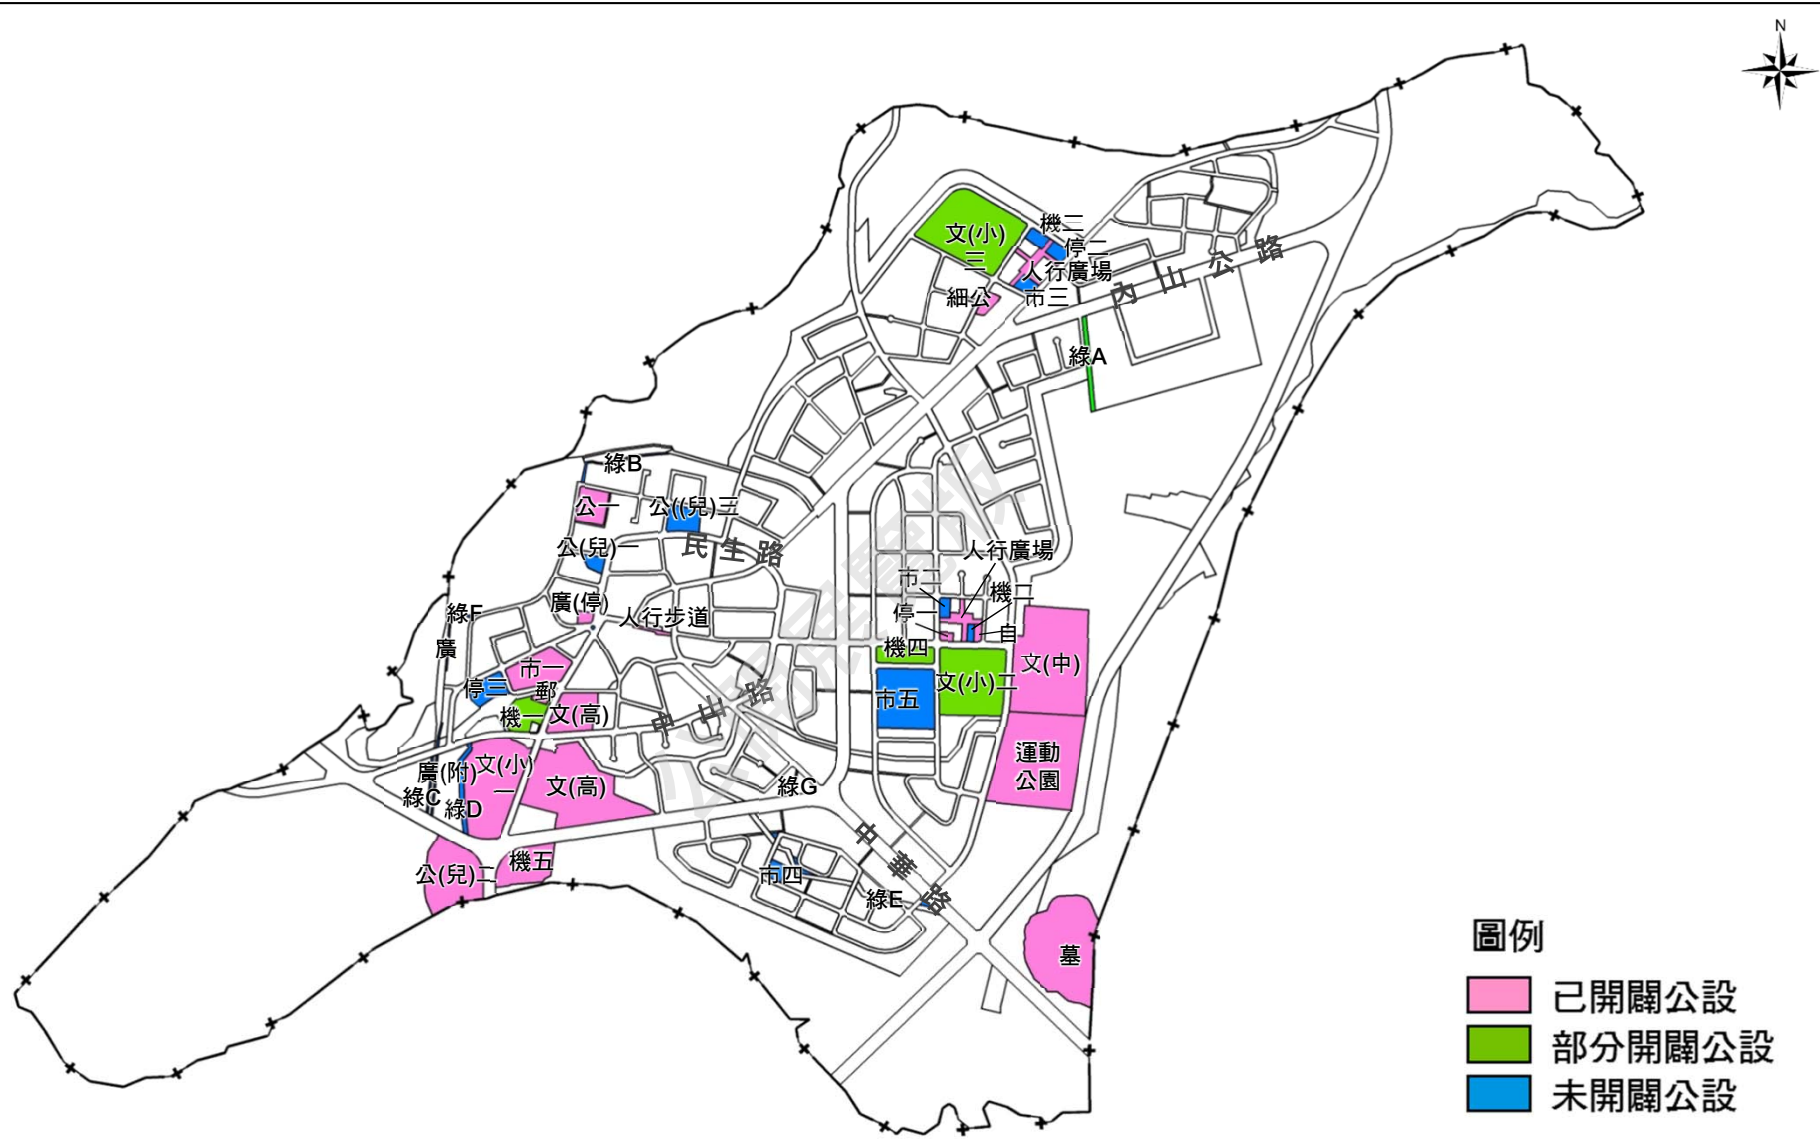 N
機三
文(小)
三
停二
人行廣場
內山公路
細公
市三
綠A
綠B
公一
公((兒)三
民生路
公(兒)一
人行廣場
市二
機二
廣(停)
綠F
人行步道
停一
自
廣
機四
文(中)
市一
停三
郵
文(小)二
市五
機一
文(高)
中山路
運動
公園
廣(附)
文(小)
一
文(高)
綠G
綠C
綠D
中華路
機五
公(兒)二
市四
綠E
墓
公開展覽版
圖例
已開闢公設
部分開闢公設
未開闢公設